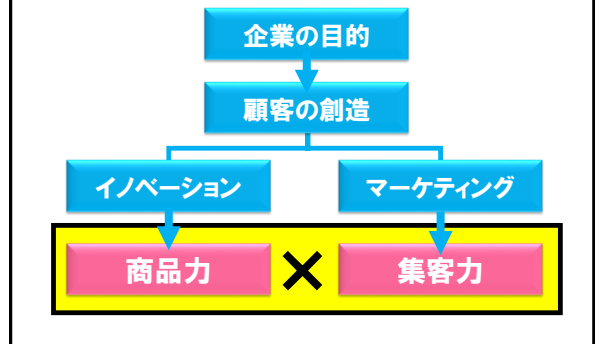 企業の目的
顧客の創造
イノベーション
マーケティング
商品力
×
集客力